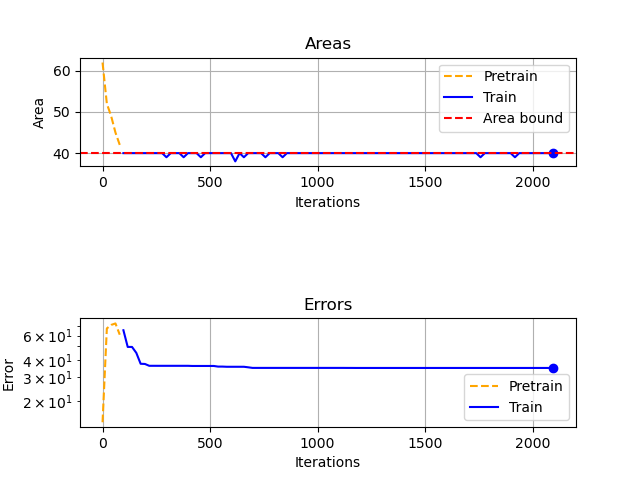 Areas
60
50
40
Area
Pretrain
Train
Area bound
0 500 1000 1500 2000
Iterations
Errors
6 × 10¹
4 × 10¹
3 × 10¹
2 × 10¹
Error
Pretrain
Train
0 500 1000 1500 2000
Iterations